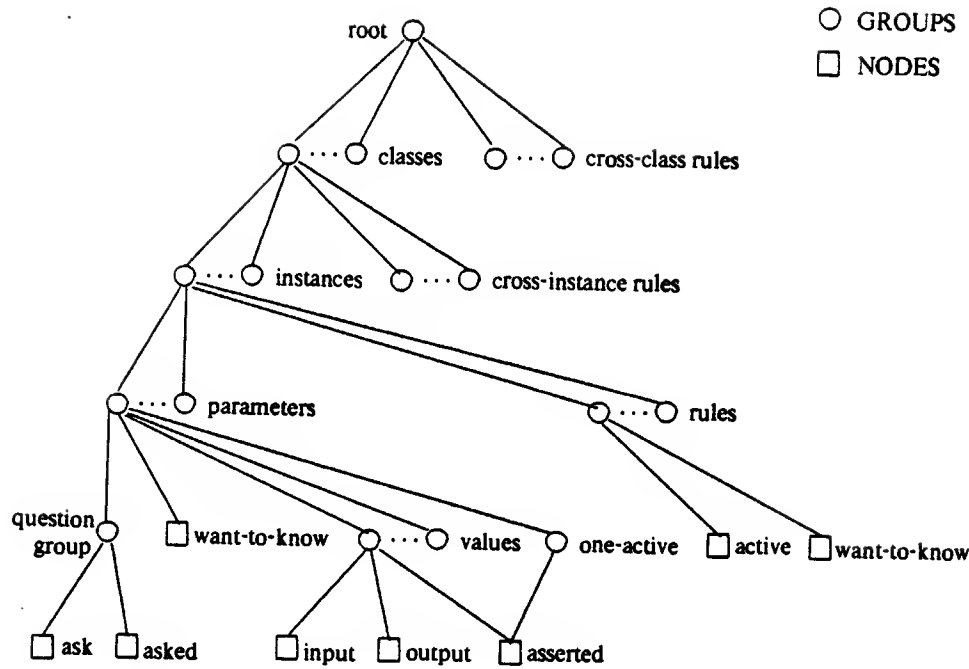 root
GROUPS
NODES
classes
cross-class rules
instances
cross-instance rules
parameters
rules
question
group
want-to-know
values
one-active
active
want-to-know
ask
asked
input
output
asserted